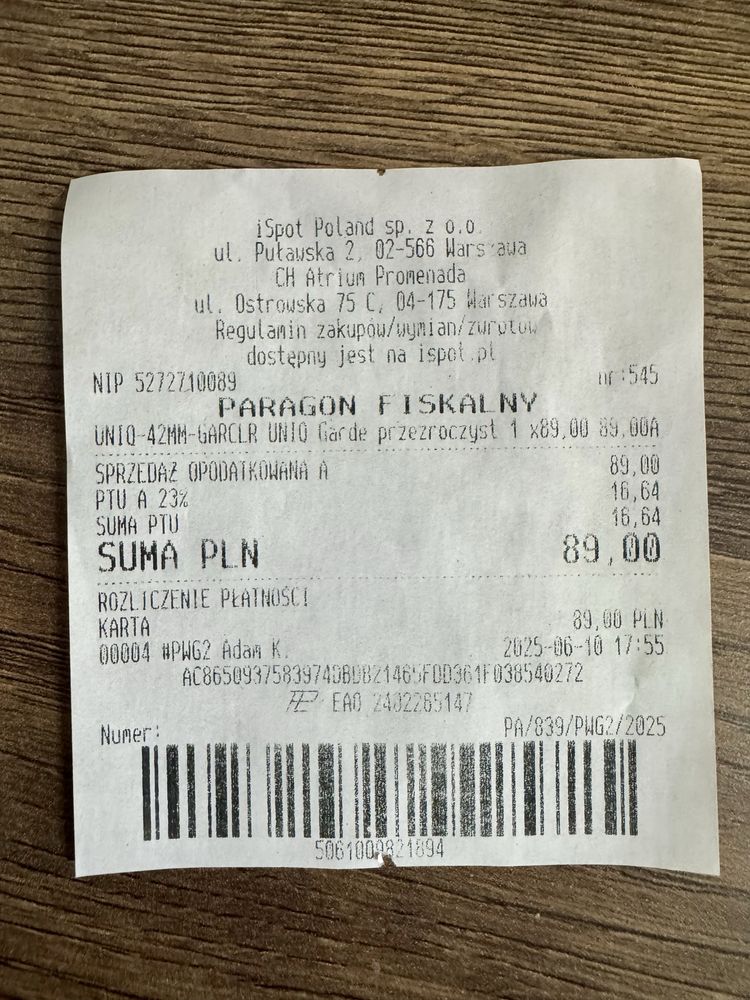 iSpot Poland sp. z o.o.
ul. Puławska 2, 02-566 Warszawa
CH Atrium Promenada
ul. Ostrowska 75 C, 04-175 Warszawa
Regulamin zakupów/wymian/zwrotów
dostępny jest na ispot.pl
NIP 5272710089 nr:545
PARAGON FISKALNY
UNIQ-42MM-GARCLR UNIQ Garde przezroczyst 1 x89,00 89,00A
SPRZEDAŻ OPODATKOWANA A 89,00
PTU A 23% 16,64
SUMA PTU 16,64
SUMA PLN 89,00
ROZLICZENIE PŁATNOŚCI
KARTA 89,00 PLN
00004 #PWG2 Adam K. 2025-06-10 17:55
EAO 2402265147
Numer: PA/839/PWG2/2025